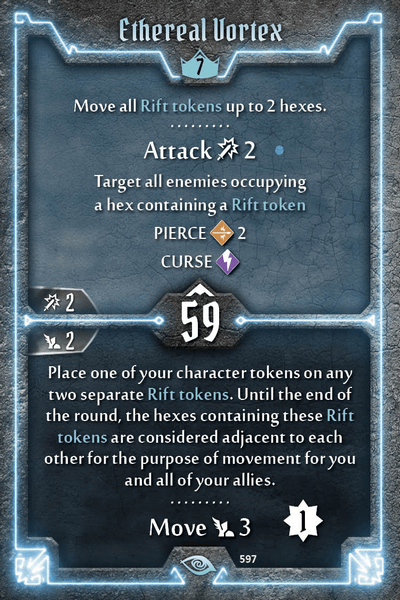 Ethereal Vortex
7
Move all Rift tokens up to 2 hexes.
Attack 2
Target all enemies occupying
a hex containing a Rift token
PIERCE 2
CURSE
2
59
2
Place one of your character tokens on any
two separate Rift tokens. Until the end of
the round, the hexes containing these Rift
tokens are considered adjacent to each
other for the purpose of movement for you
and all of your allies.
Move 3
1
597